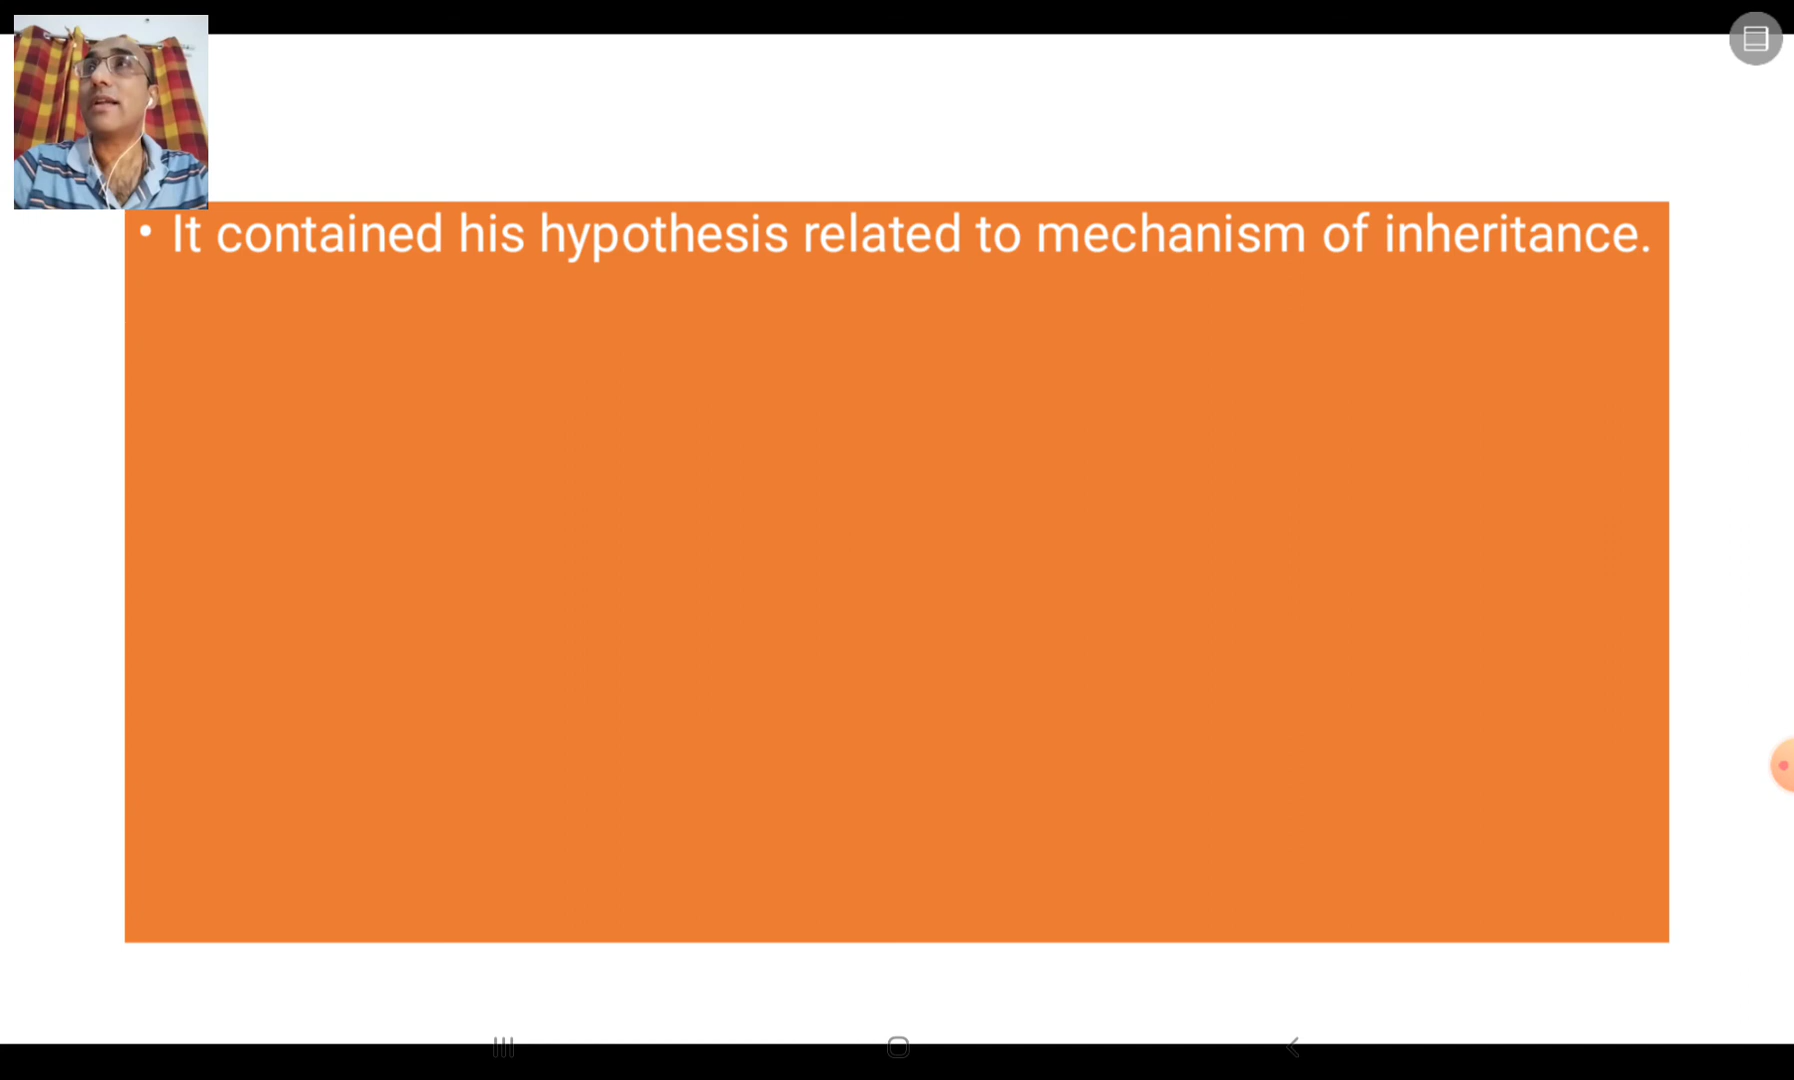 • It contained his hypothesis related to mechanism of inheritance.